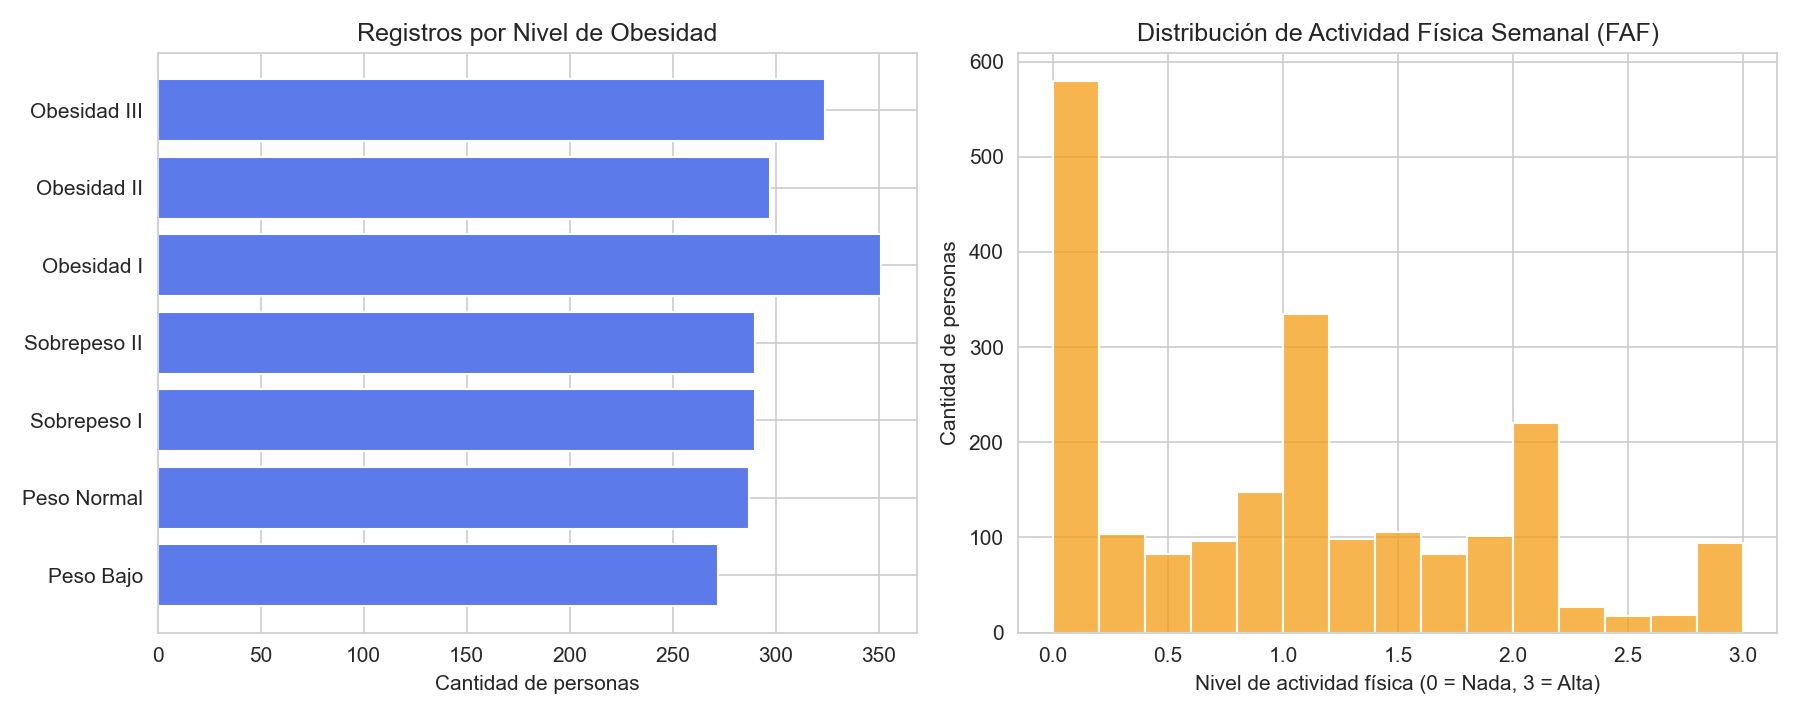 Registros por Nivel de Obesidad
Obesidad III
Obesidad II
Obesidad I
Sobrepeso II
Sobrepeso I
Peso Normal
Peso Bajo
0 50 100 150 200 250 300 350
Cantidad de personas
Distribución de Actividad Física Semanal (FAF)
Cantidad de personas
600
500
400
300
200
100
0
0.0 0.5 1.0 1.5 2.0 2.5 3.0
Nivel de actividad física (0 = Nada, 3 = Alta)